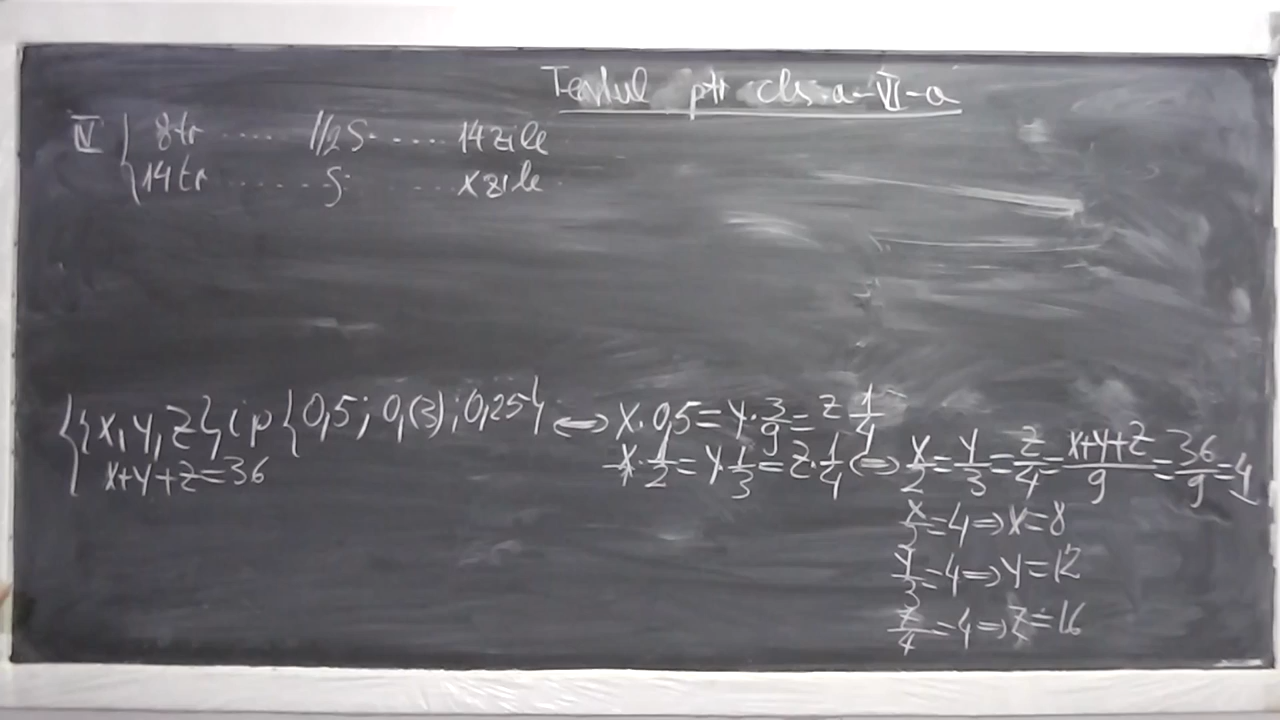 Testul ptr cls. a-VI-a
IV { 8tr .... 1/2 S ..... 14 zile
14tr ..... S ..... x zile
{ {x, y, z} ip {0,5; 0,(3); 0,25} ⇔ x·0,5 = y·3/9 = z·1/4
x+y+z=36
x·1/2 = y·1/3 = z·1/4 ⇔ x/2 = y/3 = z/4 = x+y+z/9 = 36/9 = 4
x/2 = 4 ⇒ x = 8
y/3 = 4 ⇒ y = 12
z/4 = 4 ⇒ z = 16